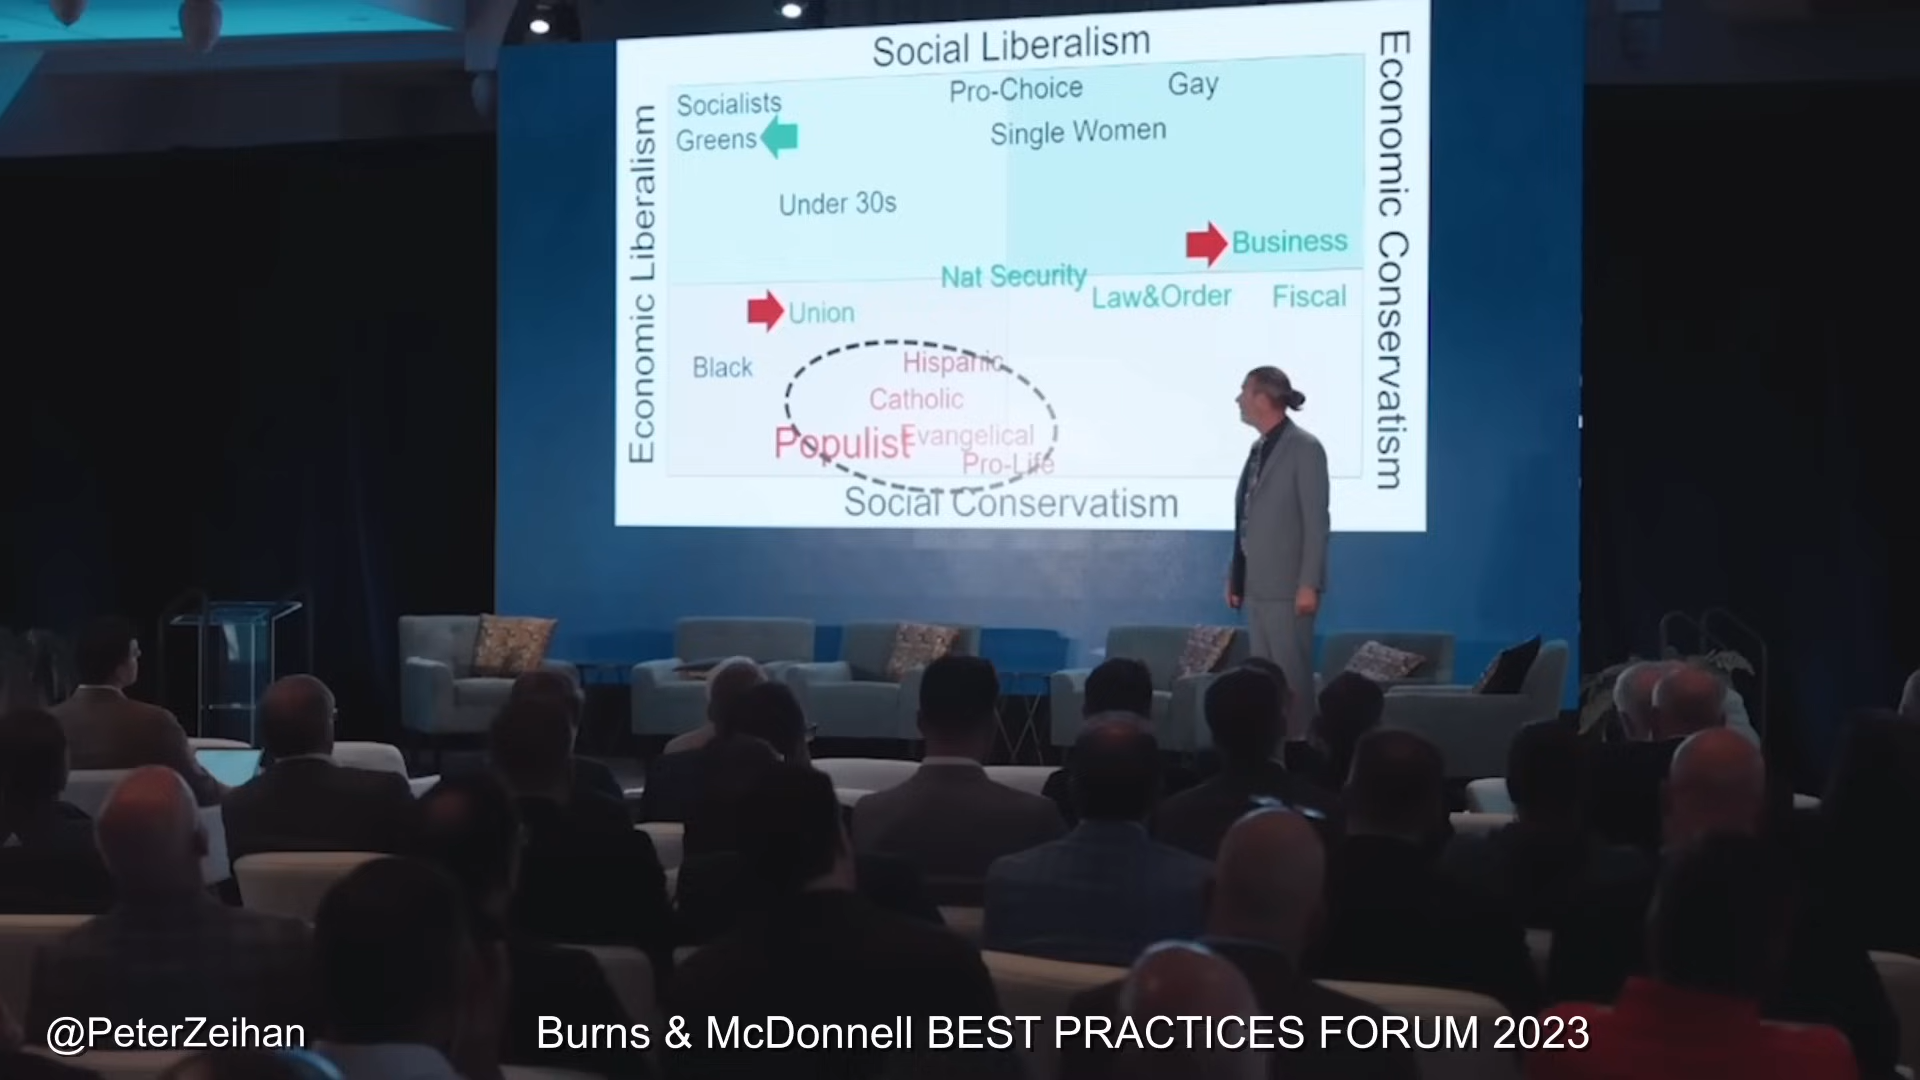 Social Liberalism
Economic Liberalism
Economic Conservatism
Socialists
Pro-Choice
Gay
Greens
Single Women
Under 30s
Business
Nat Security
Law&Order
Fiscal
Union
Black
Hispanic
Catholic
Populist
Evangelical
Pro-Life
Social Conservatism
@PeterZeihan
Burns & McDonnell BEST PRACTICES FORUM 2023